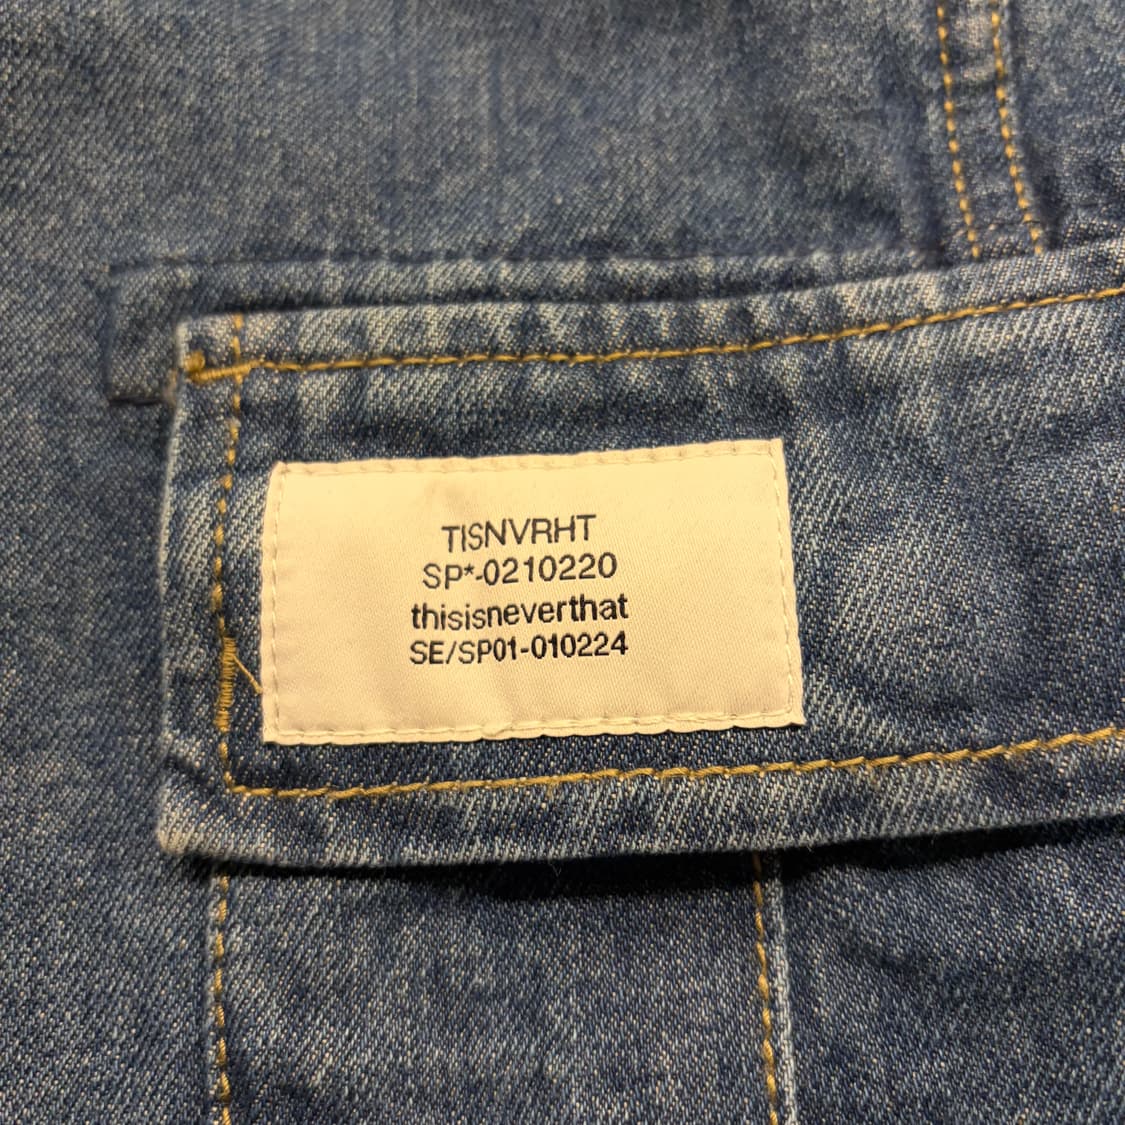 TISNVRHT
SP*-0210220
thisisneverthat
SE/SP01-010224